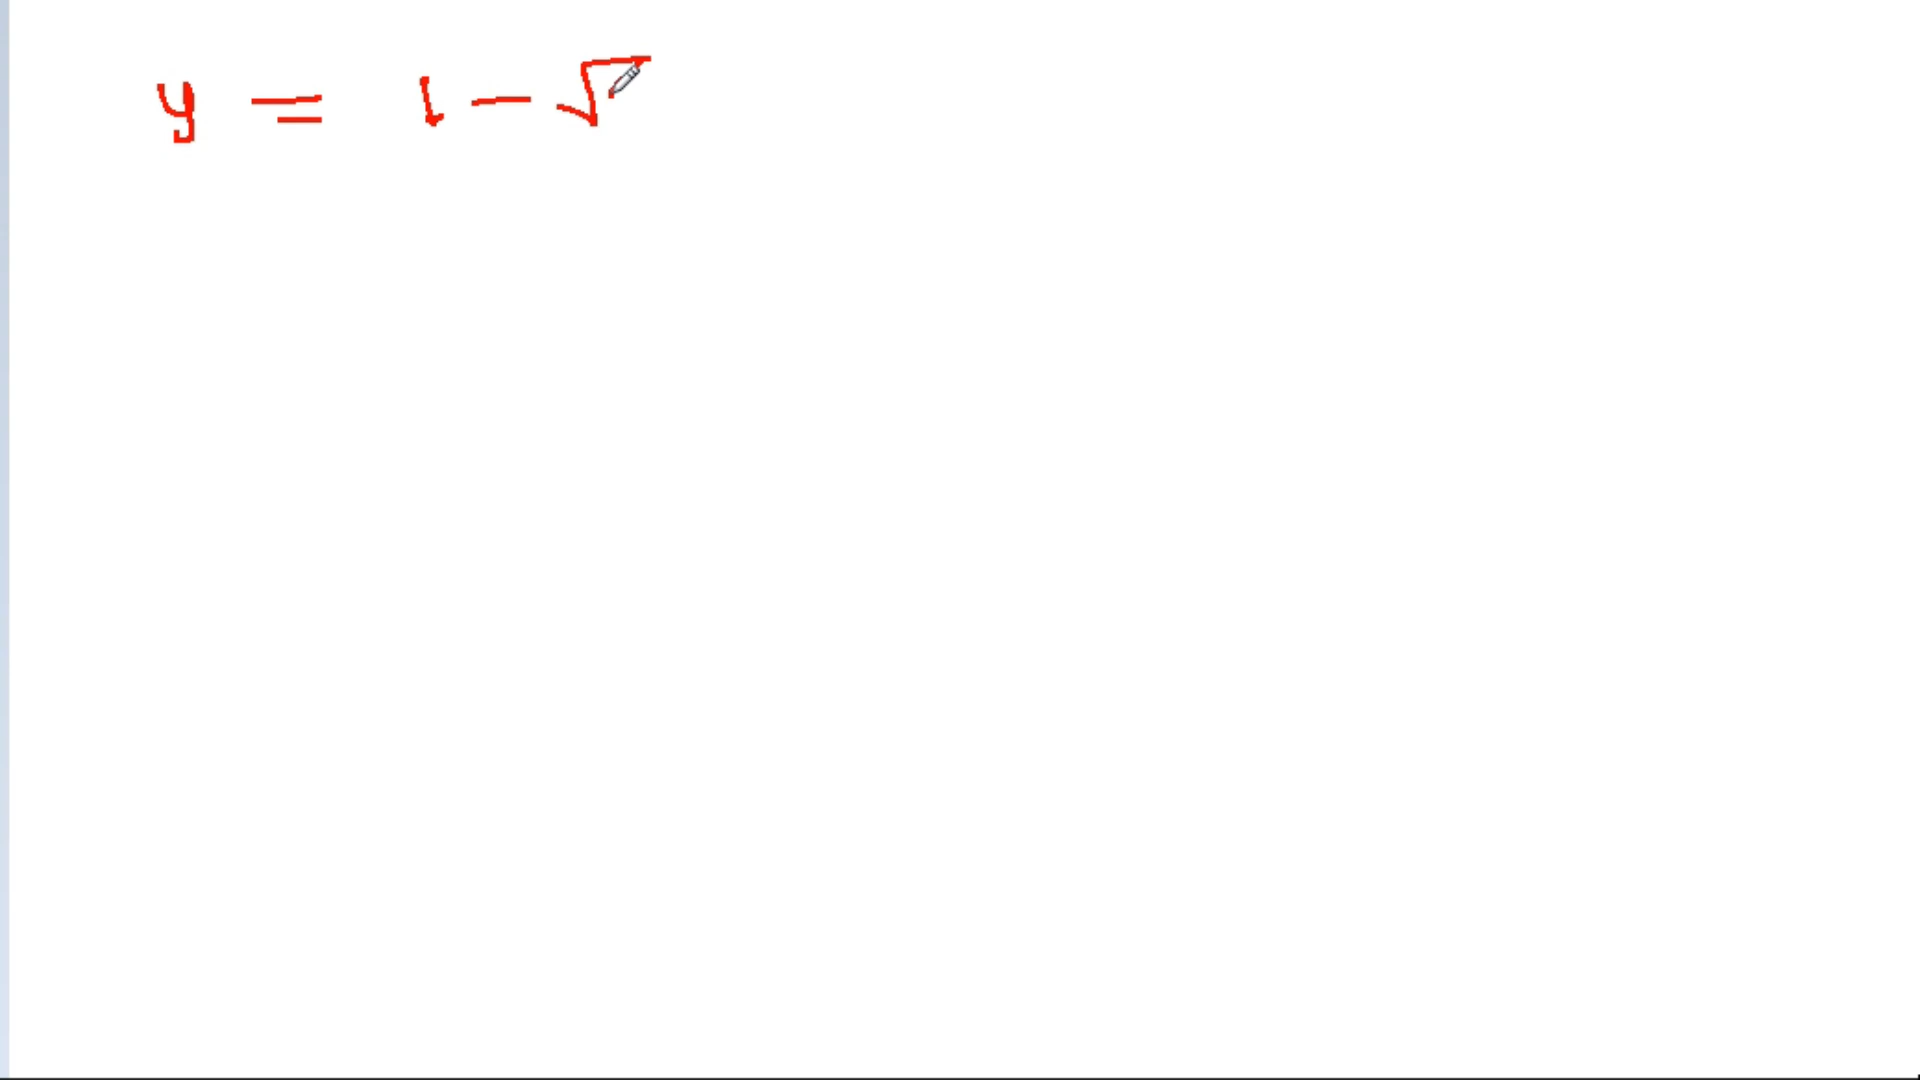 y = 1 - √